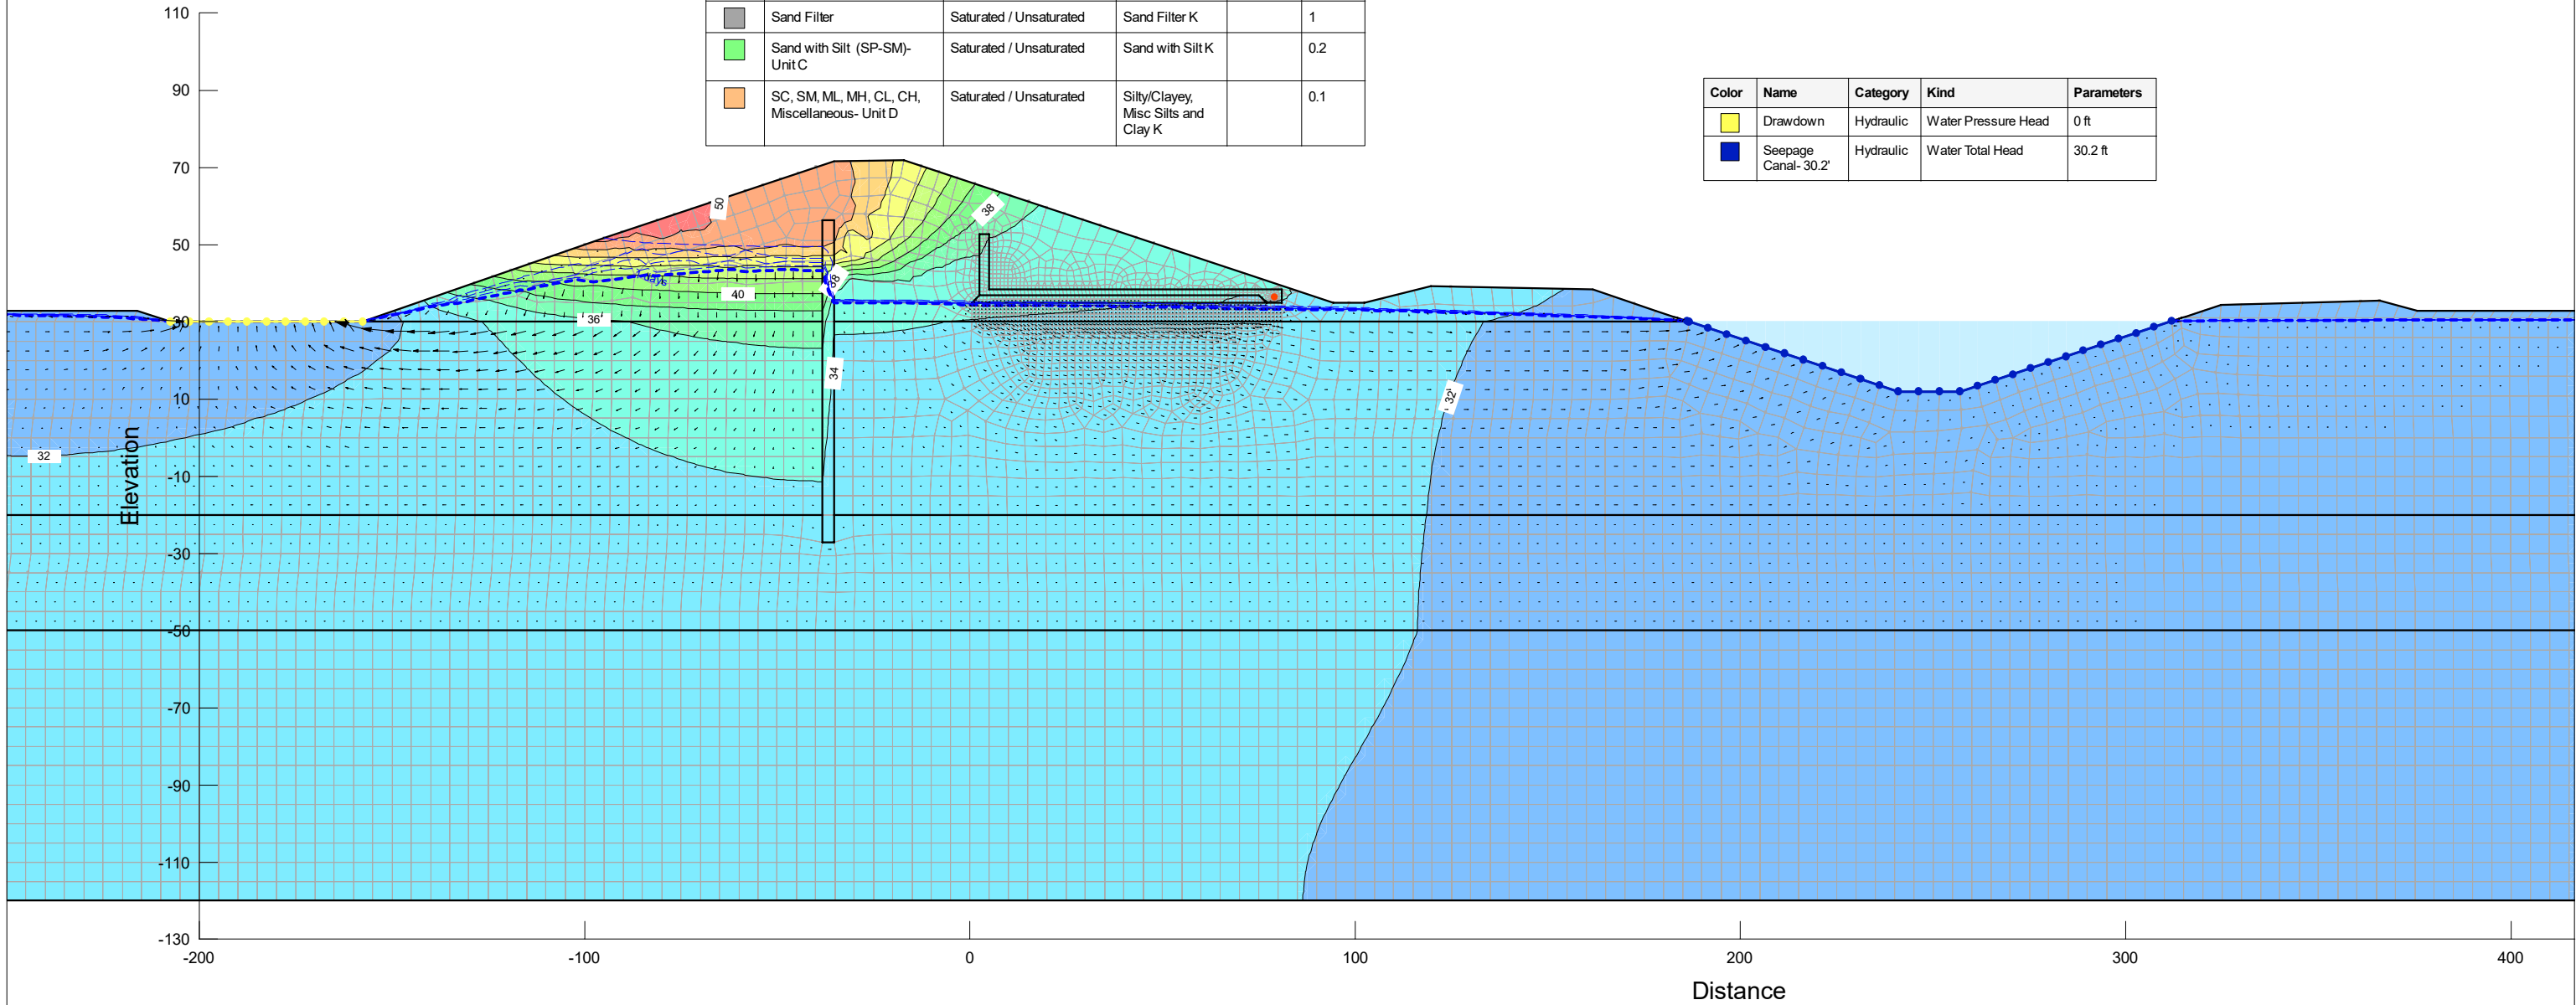 110
90
70
50
30
10
-10
-30
-50
-70
-90
-110
-130
Elevation
Sand Filter Saturated / Unsaturated Sand Filter K 1
Sand with Silt (SP-SM)- Saturated / Unsaturated Sand with Silt K 0.2
Unit C
SC, SM, ML, MH, CL, CH, Saturated / Unsaturated Silty/Clayey, 0.1
Miscellaneous- Unit D Misc Silts and
Clay K
Color Name Category Kind Parameters
Drawdown Hydraulic Water Pressure Head 0 ft
Seepage Hydraulic Water Total Head 30.2 ft
Canal- 30.2'
50
38
38
days
40
36
34
32
32
-200
-100
0
100
200
300
400
Distance